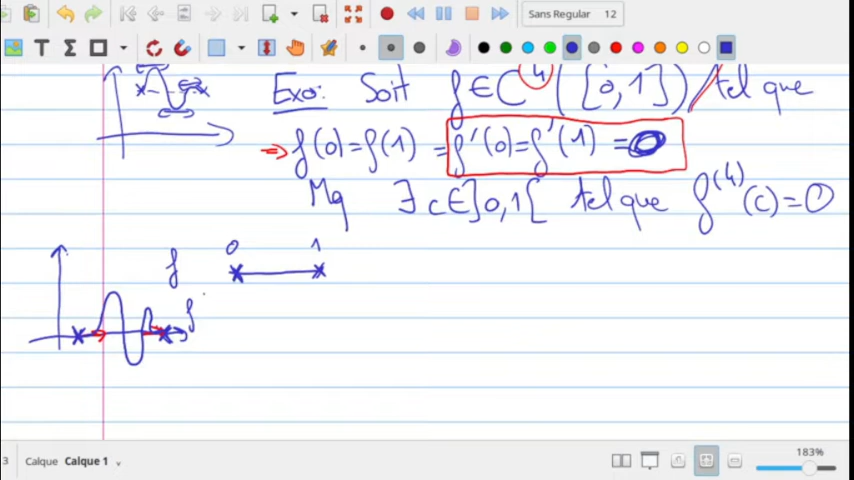 Sans Regular 12
Exo: Soit f∈C⁴([0,1]) / tel que
⇒ f(0)=f(1) = f'(0)=f'(1)=0
Mq ∃ c∈]0,1[ tel que f⁽⁴⁾(c)=0
0 1
f
f
3 Calque Calque 1
183%